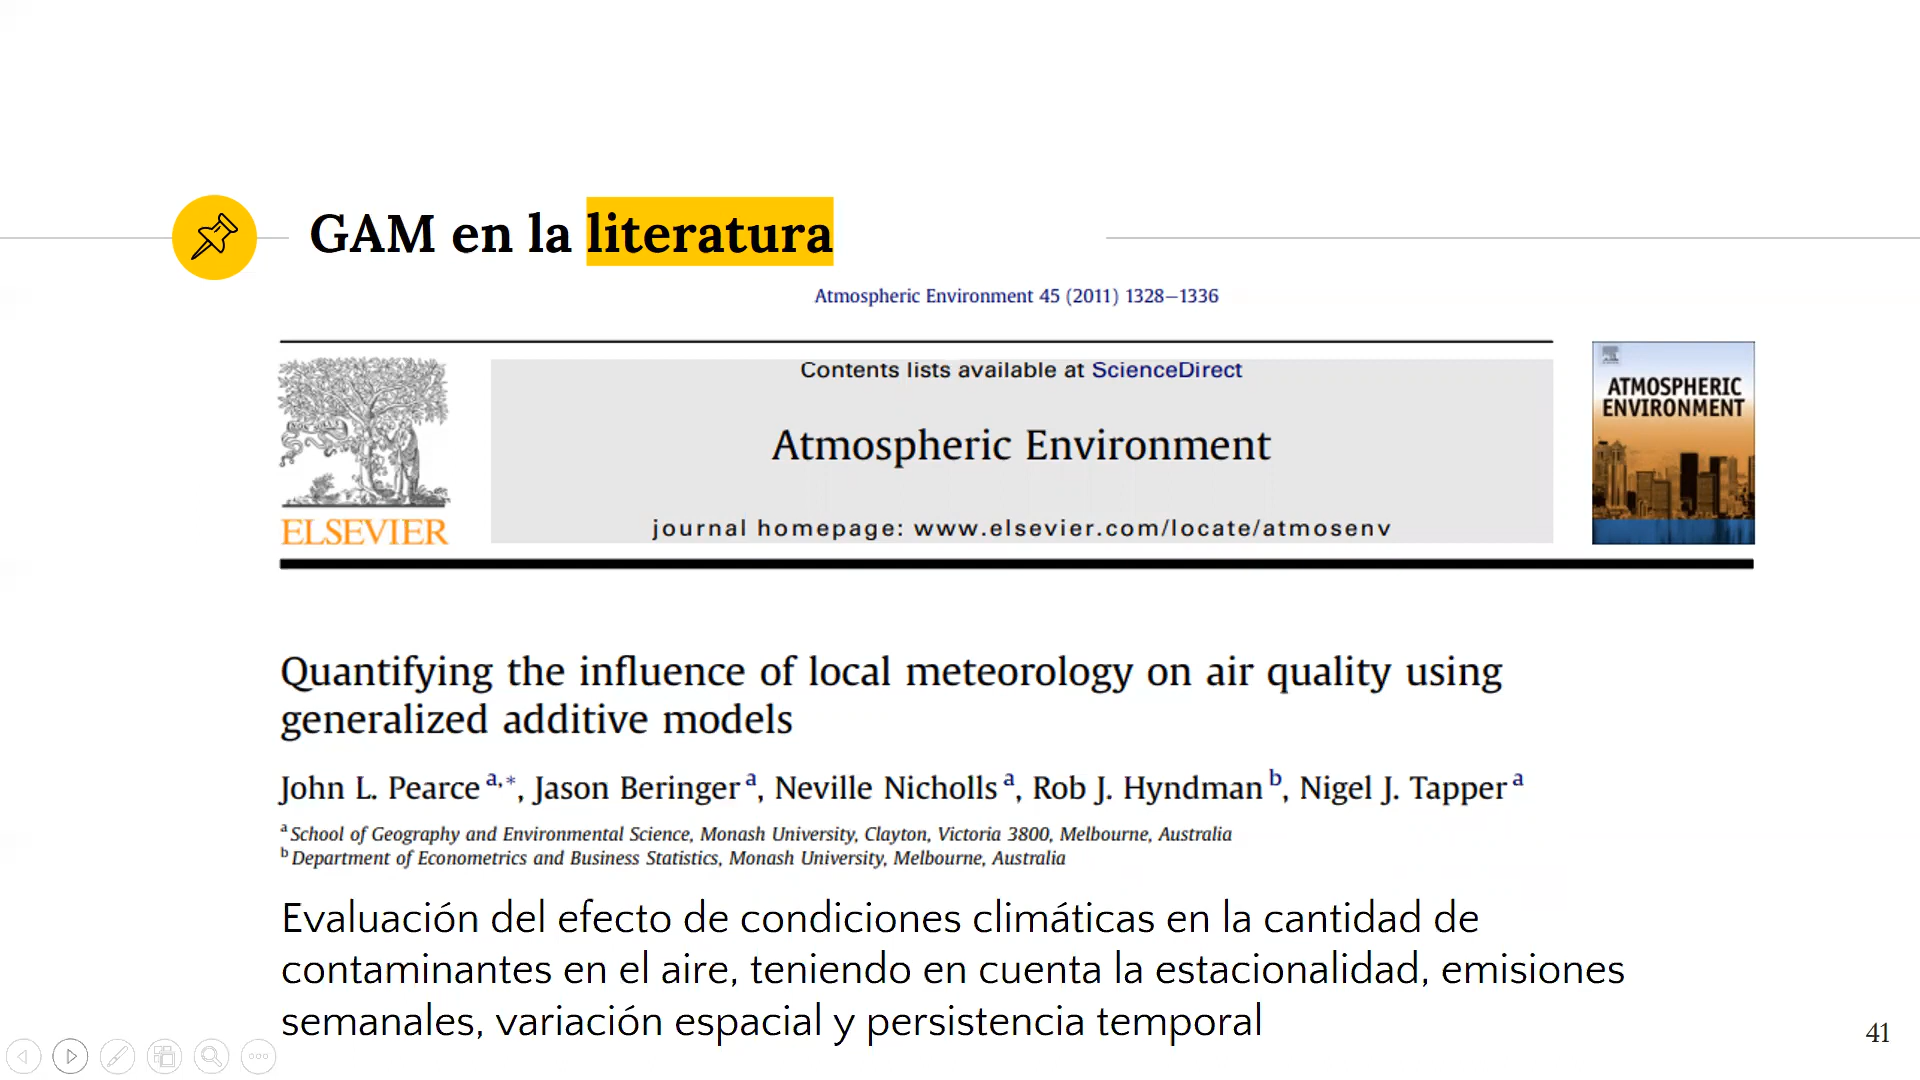 GAM en la literatura
Atmospheric Environment 45 (2011) 1328–1336
Contents lists available at ScienceDirect
Atmospheric Environment
journal homepage: www.elsevier.com/locate/atmosenv
ELSEVIER
ATMOSPHERIC
ENVIRONMENT
Quantifying the influence of local meteorology on air quality using
generalized additive models
John L. Pearce a,*, Jason Beringer a, Neville Nicholls a, Rob J. Hyndman b, Nigel J. Tapper a
a School of Geography and Environmental Science, Monash University, Clayton, Victoria 3800, Melbourne, Australia
b Department of Econometrics and Business Statistics, Monash University, Melbourne, Australia
Evaluación del efecto de condiciones climáticas en la cantidad de
contaminantes en el aire, teniendo en cuenta la estacionalidad, emisiones
semanales, variación espacial y persistencia temporal
41